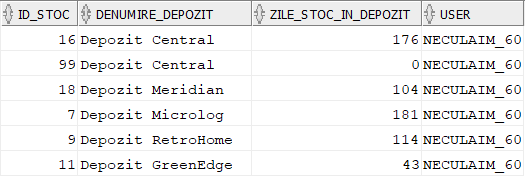 ID_STOC DENUMIRE_DEPOZIT ZILE_STOC_IN_DEPOZIT USER
16 Depozit Central 176 NECULAIM_60
99 Depozit Central 0 NECULAIM_60
18 Depozit Meridian 104 NECULAIM_60
7 Depozit Microlog 181 NECULAIM_60
9 Depozit RetroHome 114 NECULAIM_60
11 Depozit GreenEdge 43 NECULAIM_60